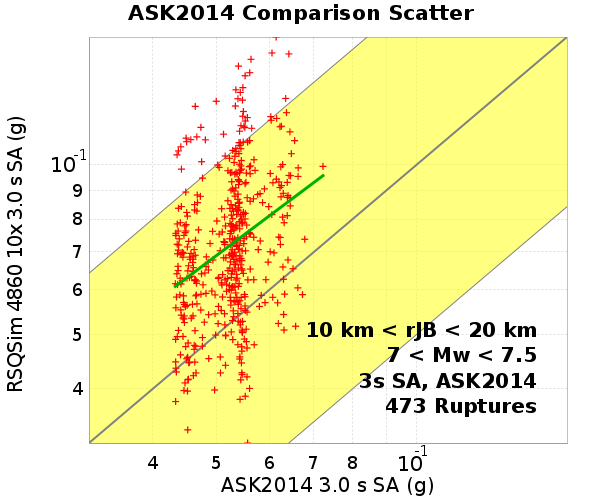 ASK2014 Comparison Scatter
RSQSim 4860 10x 3.0 s SA (g)
10-1
9
8
7
6
5
4
10 km < rJB < 20 km
7 < Mw < 7.5
3s SA, ASK2014
473 Ruptures
4 5 6 7 8 10-1
ASK2014 3.0 s SA (g)